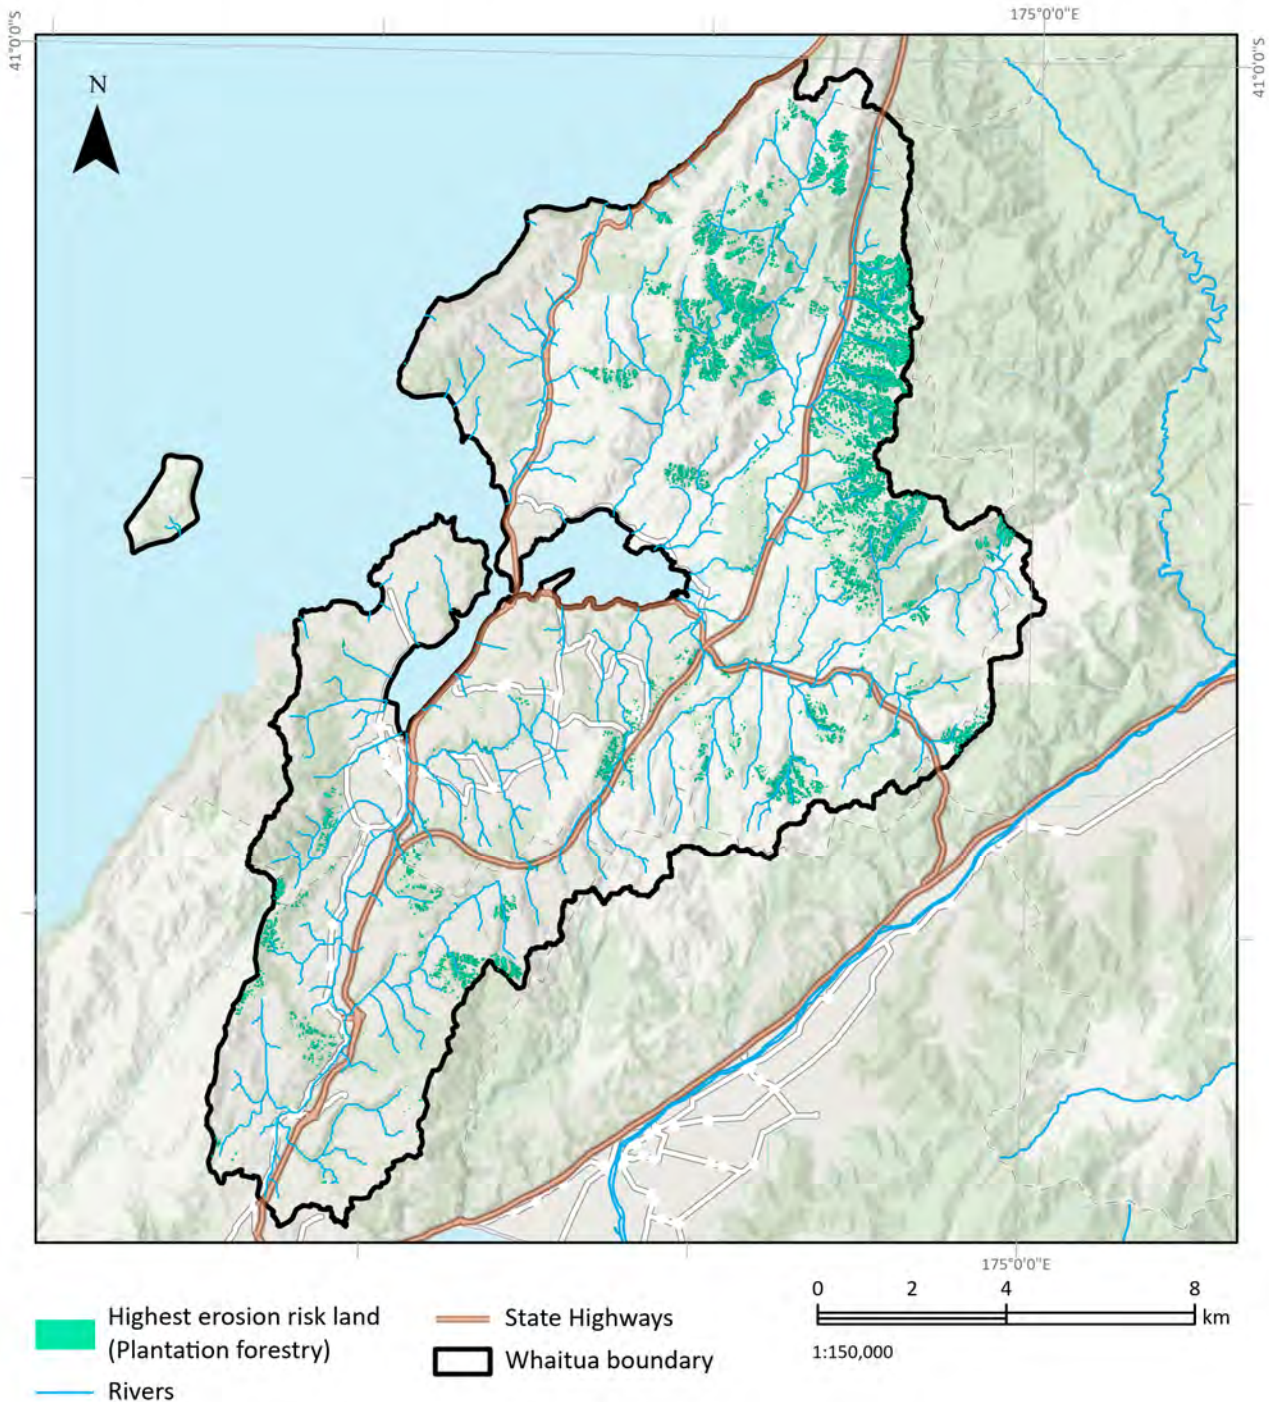 175°0'0"E
41°0'0"S
41°0'0"S
N
175°0'0"E
Highest erosion risk land
(Plantation forestry)
Rivers
State Highways
Whaitua boundary
0 2 4 8
km
1:150,000